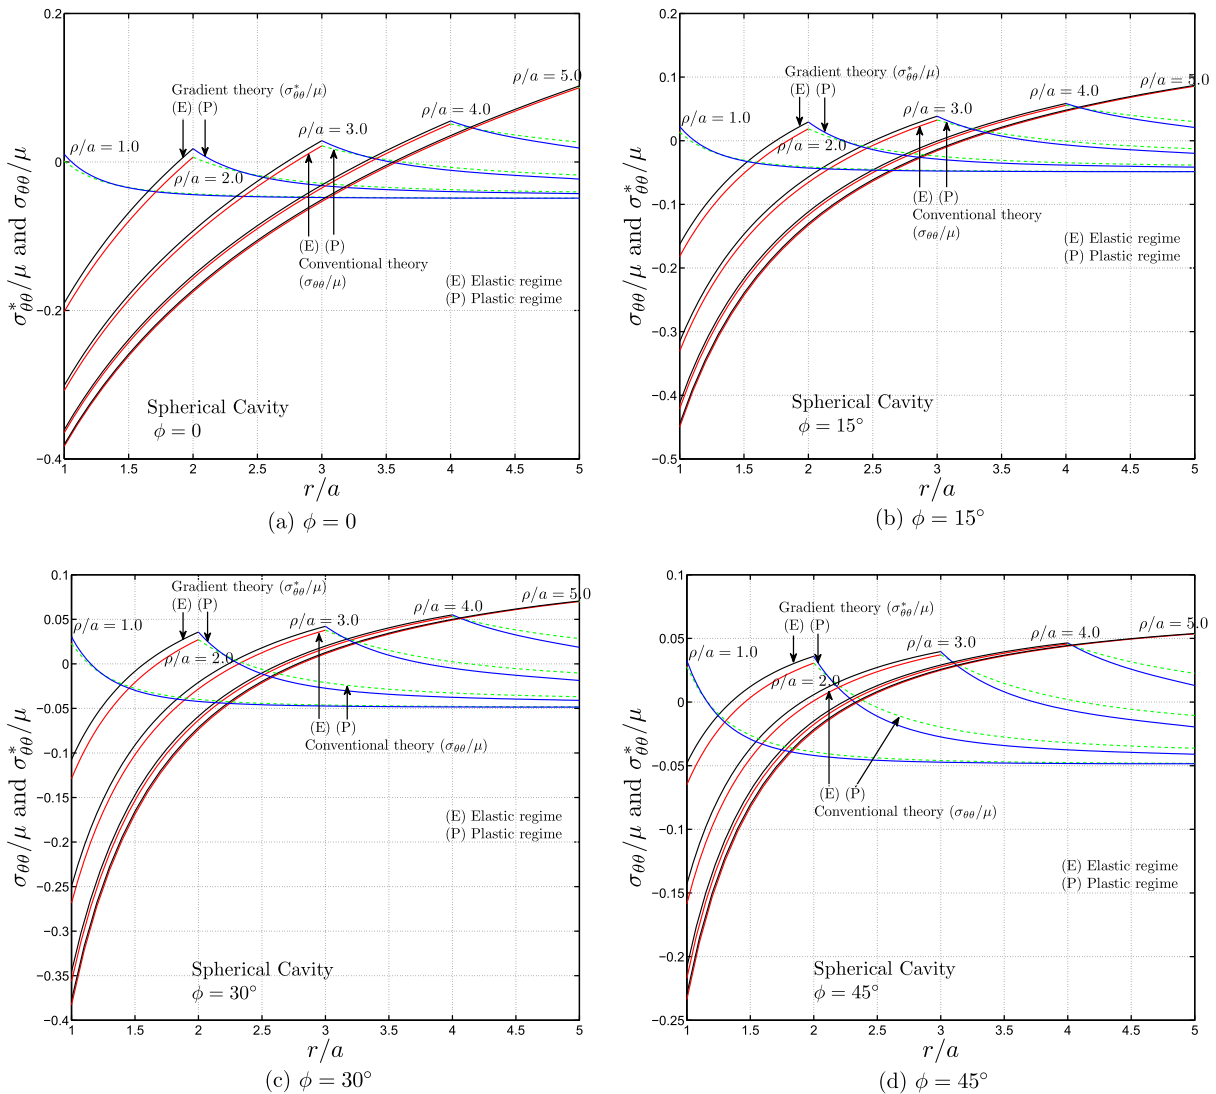 σ*θθ/μ and σθθ/μ
0.2
0.1
0
−0.2
−0.4
ρ/a = 5.0
Gradient theory (σ*θθ/μ)
(E) (P)
ρ/a = 4.0
ρ/a = 3.0
ρ/a = 1.0
ρ/a = 2.0
(E) (P)
Conventional theory
(σθθ/μ)
(E) Elastic regime
(P) Plastic regime
Spherical Cavity
φ = 0
1 1.5 2 2.5 3 3.5 4 4.5 5
r/a
(a) φ = 0
σθθ/μ and σ*θθ/μ
0.2
0.1
0
−0.1
−0.2
−0.3
−0.4
−0.5
Gradient theory (σ*θθ/μ)
(E) (P)
ρ/a = 5.0
ρ/a = 4.0
ρ/a = 3.0
ρ/a = 1.0
ρ/a = 2.0
(E) (P)
Conventional theory
(σθθ/μ)
(E) Elastic regime
(P) Plastic regime
Spherical Cavity
φ = 15°
1 1.5 2 2.5 3 3.5 4 4.5 5
r/a
(b) φ = 15°
σθθ/μ and σ*θθ/μ
0.1
0.05
0
−0.05
−0.1
−0.15
−0.2
−0.25
−0.3
−0.35
−0.4
Gradient theory (σ*θθ/μ)
(E) (P)
ρ/a = 5.0
ρ/a = 4.0
ρ/a = 3.0
ρ/a = 1.0
ρ/a = 2.0
(E) (P)
Conventional theory (σθθ/μ)
(E) Elastic regime
(P) Plastic regime
Spherical Cavity
φ = 30°
1 1.5 2 2.5 3 3.5 4 4.5 5
r/a
(c) φ = 30°
σθθ/μ and σ*θθ/μ
0.1
0.05
0
−0.05
−0.1
−0.15
−0.2
−0.25
Gradient theory (σ*θθ/μ)
(E) (P)
ρ/a = 5.0
ρ/a = 4.0
ρ/a = 3.0
ρ/a = 1.0
ρ/a = 2.0
(E) (P)
Conventional theory (σθθ/μ)
(E) Elastic regime
(P) Plastic regime
Spherical Cavity
φ = 45°
1 1.5 2 2.5 3 3.5 4 4.5 5
r/a
(d) φ = 45°